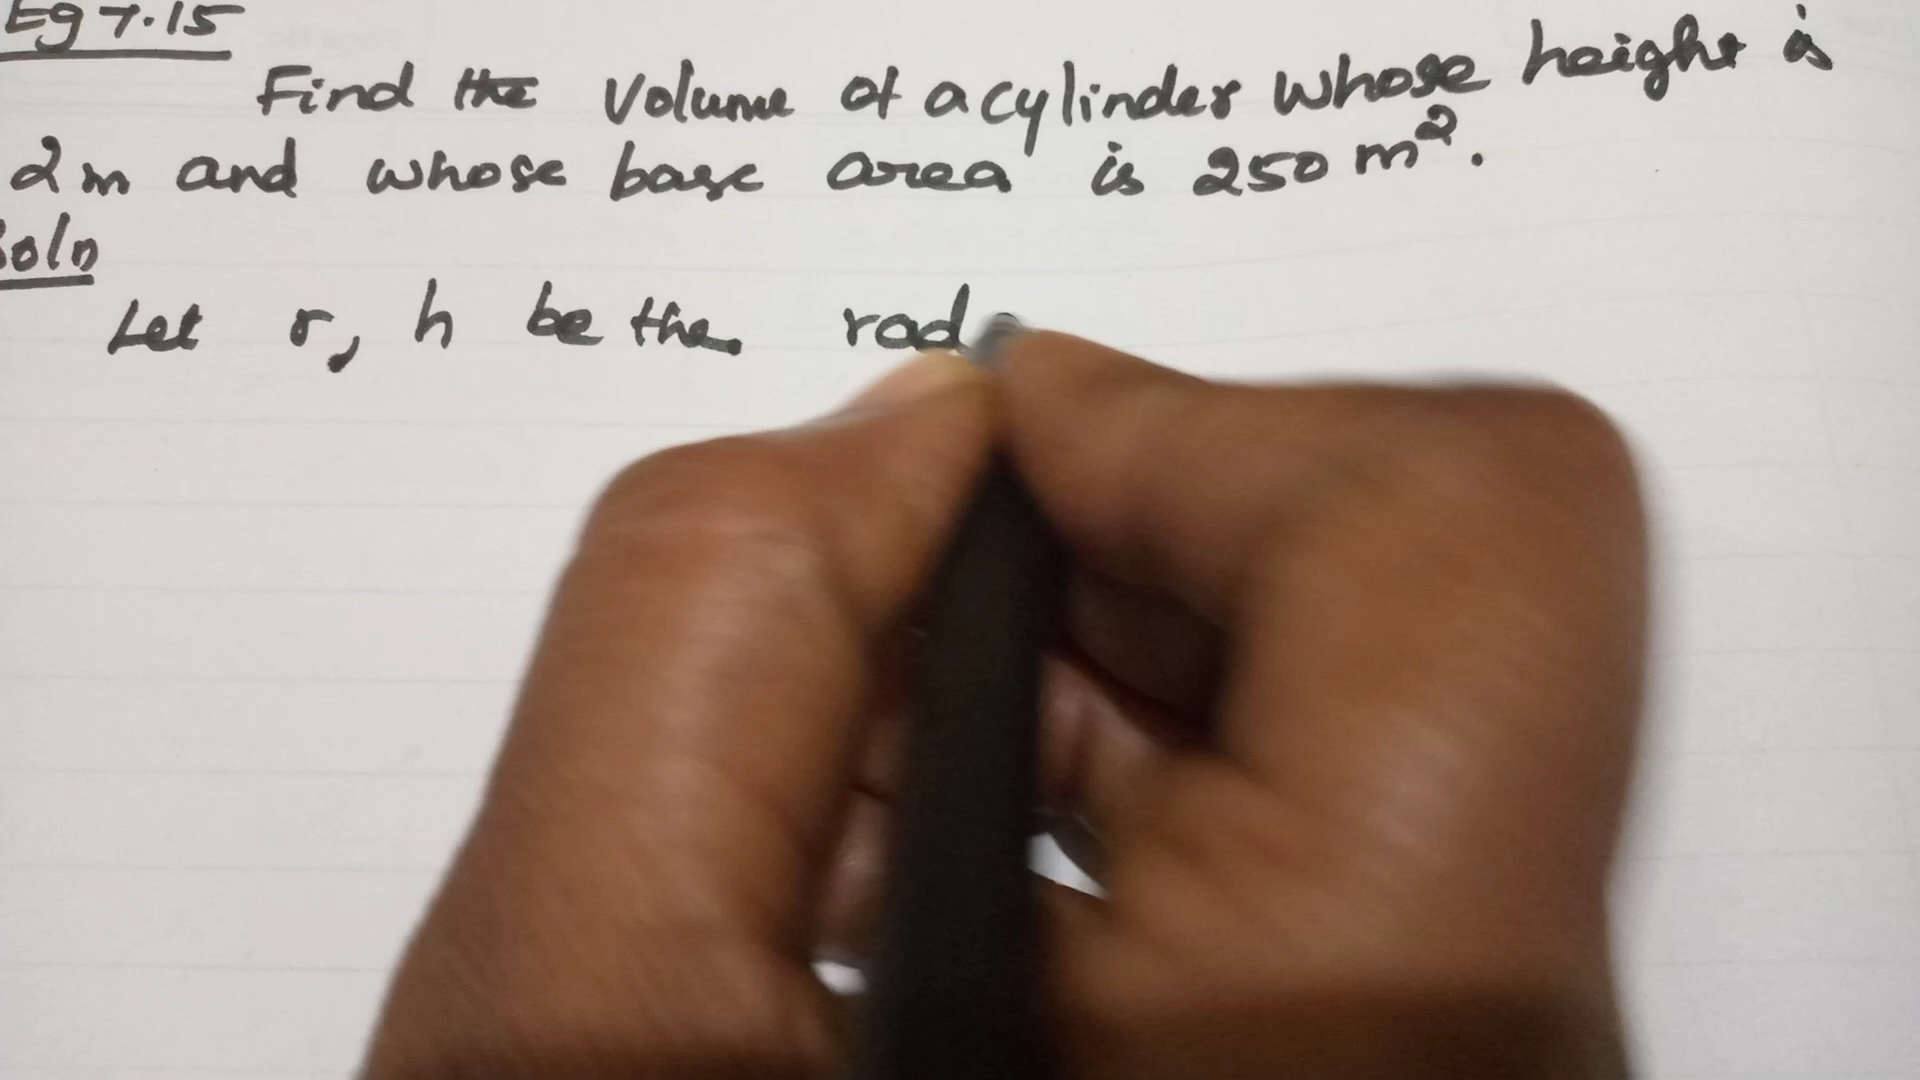 Eg 7.15
Find the volume of a cylinder whose height is
2m and whose base area is 250 m².
Soln
Let r, h be the rad